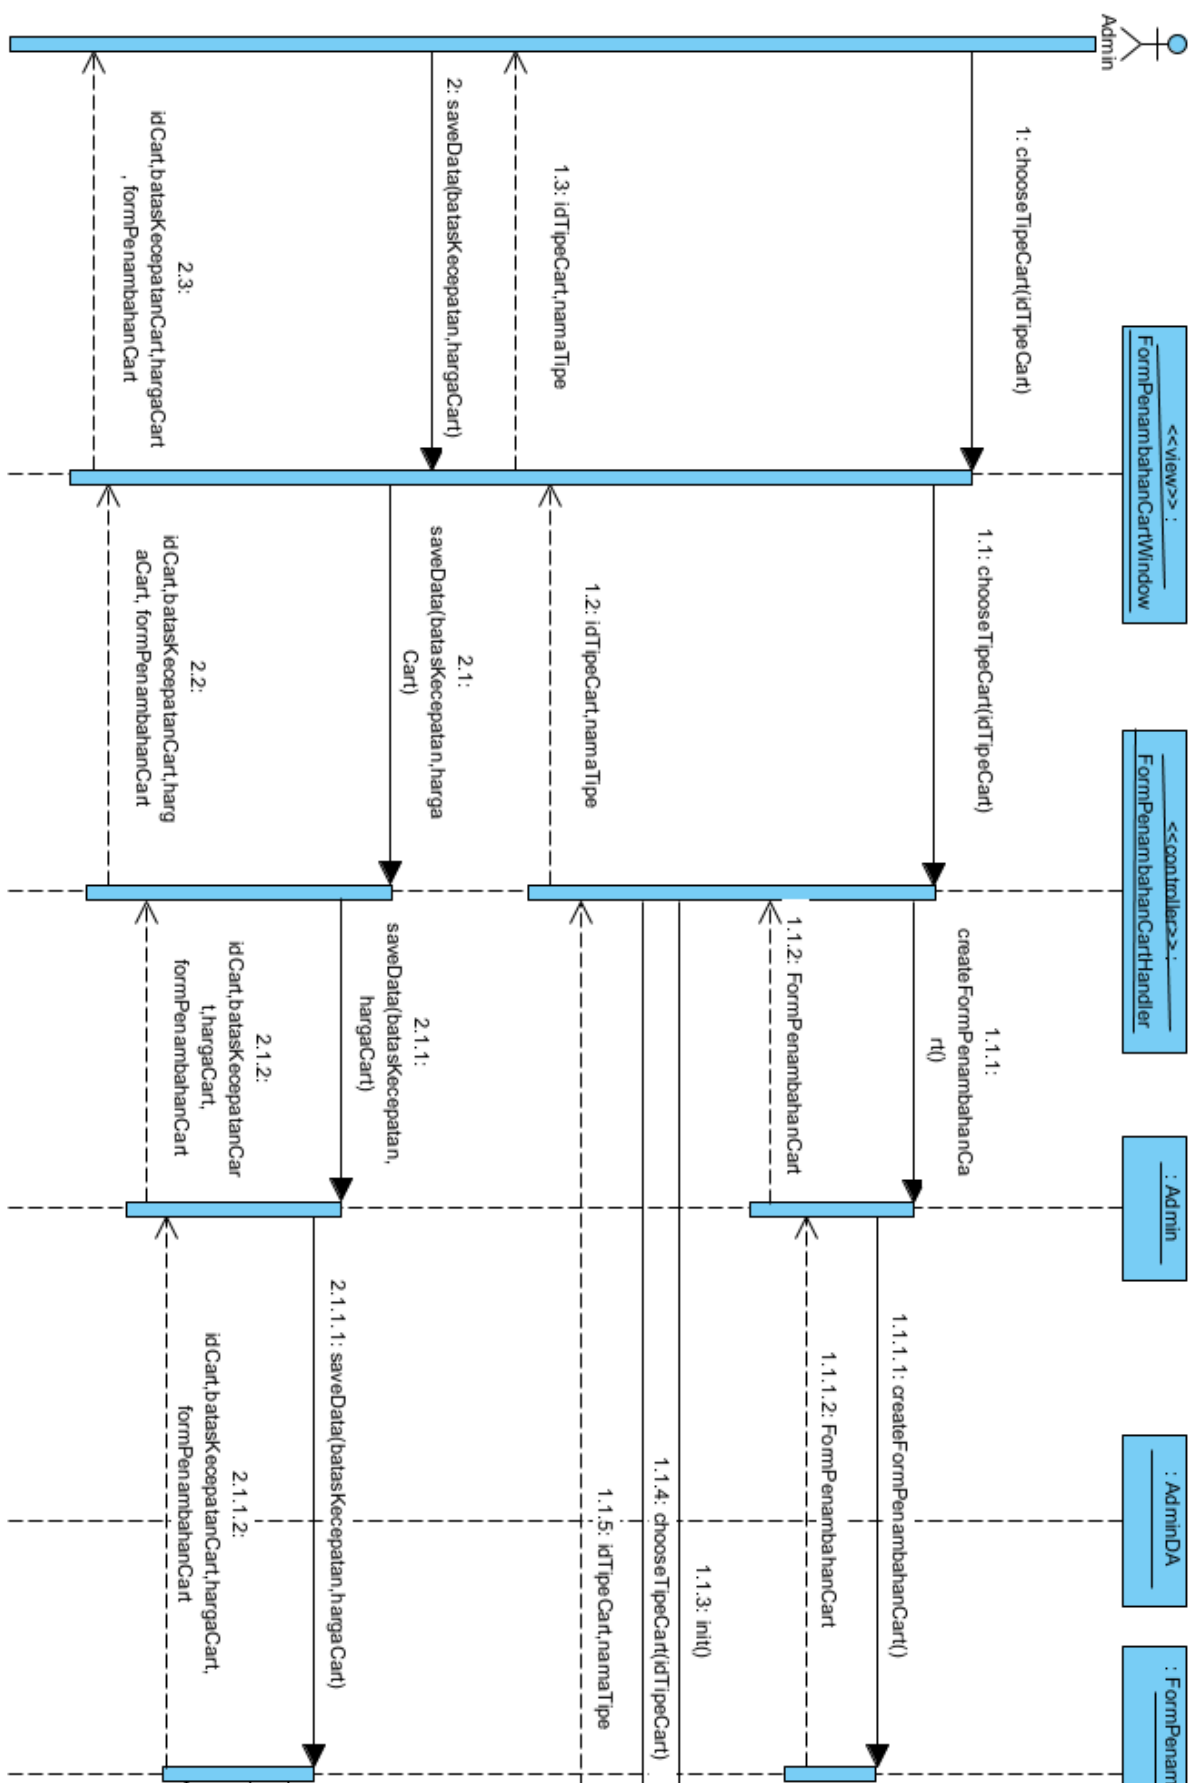 Admin
<<view>> :
FormPenambahanCartWindow
<<controller>> :
FormPenambahanCartHandler
: Admin
: AdminDA
: FormPenam
1: chooseTipeCart(idTipeCart)
1.1: chooseTipeCart(idTipeCart)
1.1.1:
createFormPenambahanCa
rt()
1.1.1.1: createFormPenambahanCart()
1.1.1.2: FormPenambahanCart
1.1.2: FormPenambahanCart
1.1.3: init()
1.1.4: chooseTipeCart(idTipeCart)
1.1.5: idTipeCart,namaTipe
1.2: idTipeCart,namaTipe
1.3: idTipeCart,namaTipe
2: saveData(batasKecepatan,hargaCart)
2.1:
saveData(batasKecepatan,harga
Cart)
2.1.1:
saveData(batasKecepatan,
hargaCart)
2.1.1.1: saveData(batasKecepatan,hargaCart)
2.1.1.2:
idCart,batasKecepatanCart,hargaCart,
formPenambahanCart
2.1.2:
idCart,batasKecepatanCar
t,hargaCart,
formPenambahanCart
2.2:
idCart,batasKecepatanCart,harg
aCart, formPenambahanCart
2.3:
idCart,batasKecepatanCart,hargaCart
, formPenambahanCart